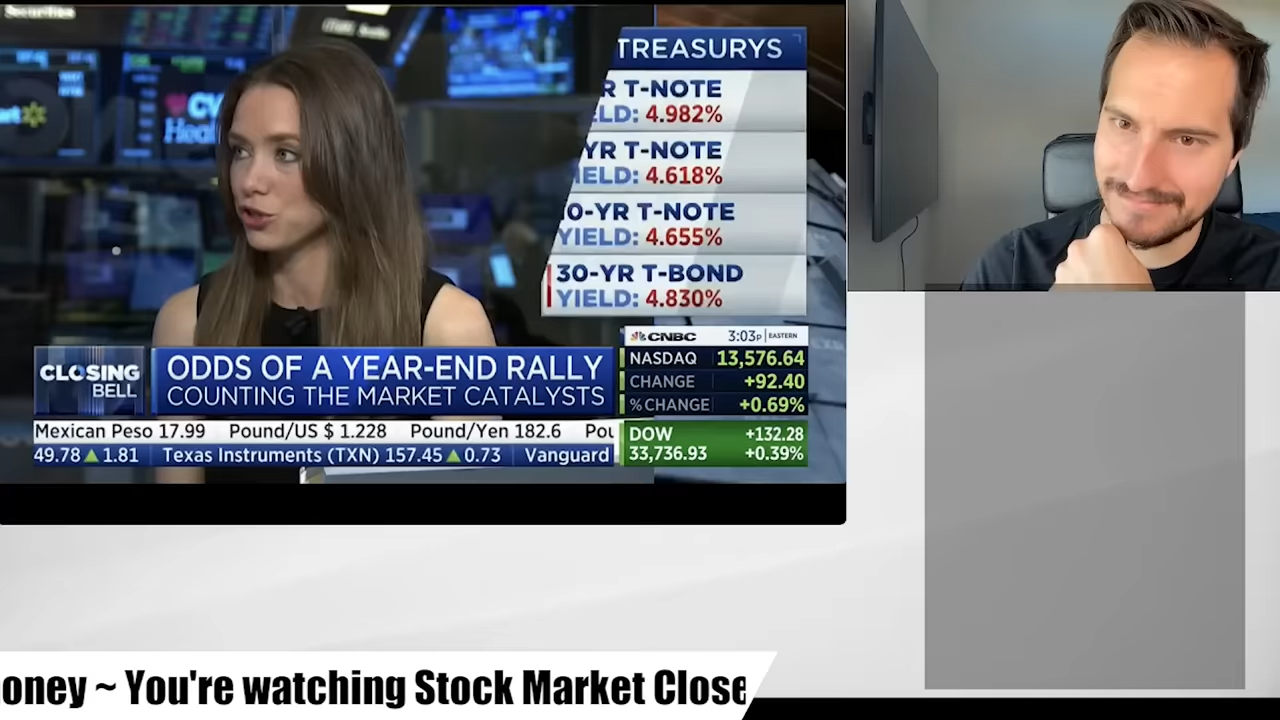 Securities
CV
Heal
TREASURYS
R T-NOTE
ELD: 4.982%
YR T-NOTE
IELD: 4.618%
10-YR T-NOTE
YIELD: 4.655%
30-YR T-BOND
YIELD: 4.830%
CNBC 3:03P EASTERN
NASDAQ 13,576.64
CHANGE +92.40
%CHANGE +0.69%
DOW +132.28
33,736.93 +0.39%
CLOSING
BELL
ODDS OF A YEAR-END RALLY
COUNTING THE MARKET CATALYSTS
Mexican Peso 17.99 Pound/US $ 1.228 Pound/Yen 182.6 Pou
49.78 ▲ 1.81 Texas Instruments (TXN) 157.45 ▲ 0.73 Vanguard
oney ~ You're watching Stock Market Close